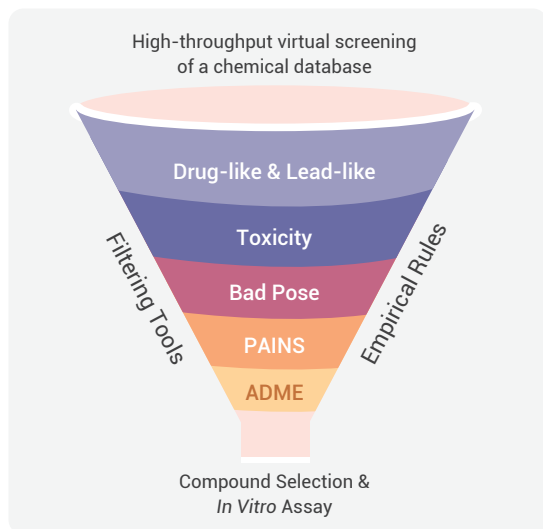 High-throughput virtual screening
of a chemical database
Drug-like & Lead-like
Toxicity
Bad Pose
PAINS
ADME
Filtering Tools
Empirical Rules
Compound Selection &
In Vitro Assay